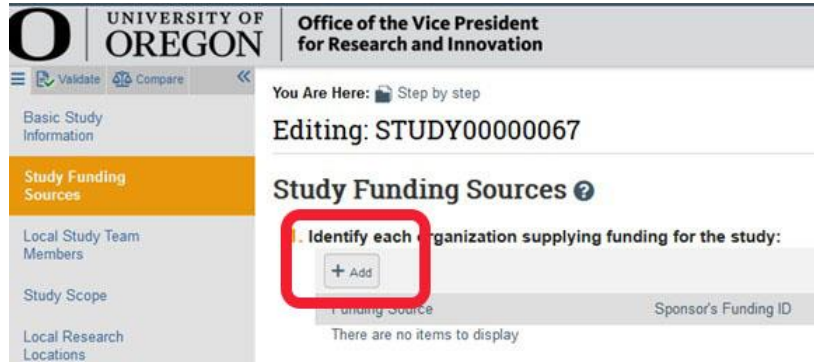 UNIVERSITY OF
OREGON
Office of the Vice President
for Research and Innovation
Validate Compare
You Are Here: Step by step
Editing: STUDY00000067
Basic Study
Information
Study Funding
Sources
Local Study Team
Members
Study Scope
Local Research
Locations
Study Funding Sources
1. Identify each organization supplying funding for the study:
+ Add
Funding Source Sponsor's Funding ID
There are no items to display